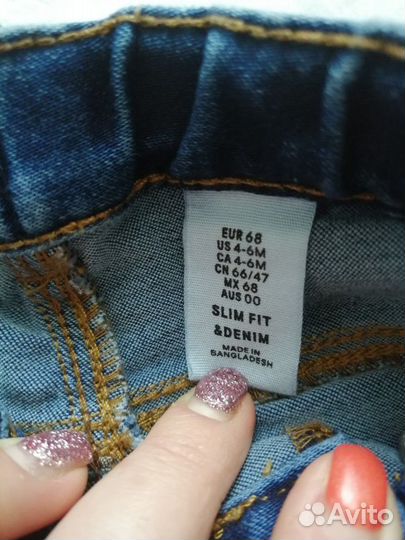 EUR 68
US 4-6M
CA 4-6M
CN 66/47
MX 68
AUS 00
SLIM FIT
&DENIM
MADE IN
BANGLADESH
Avito